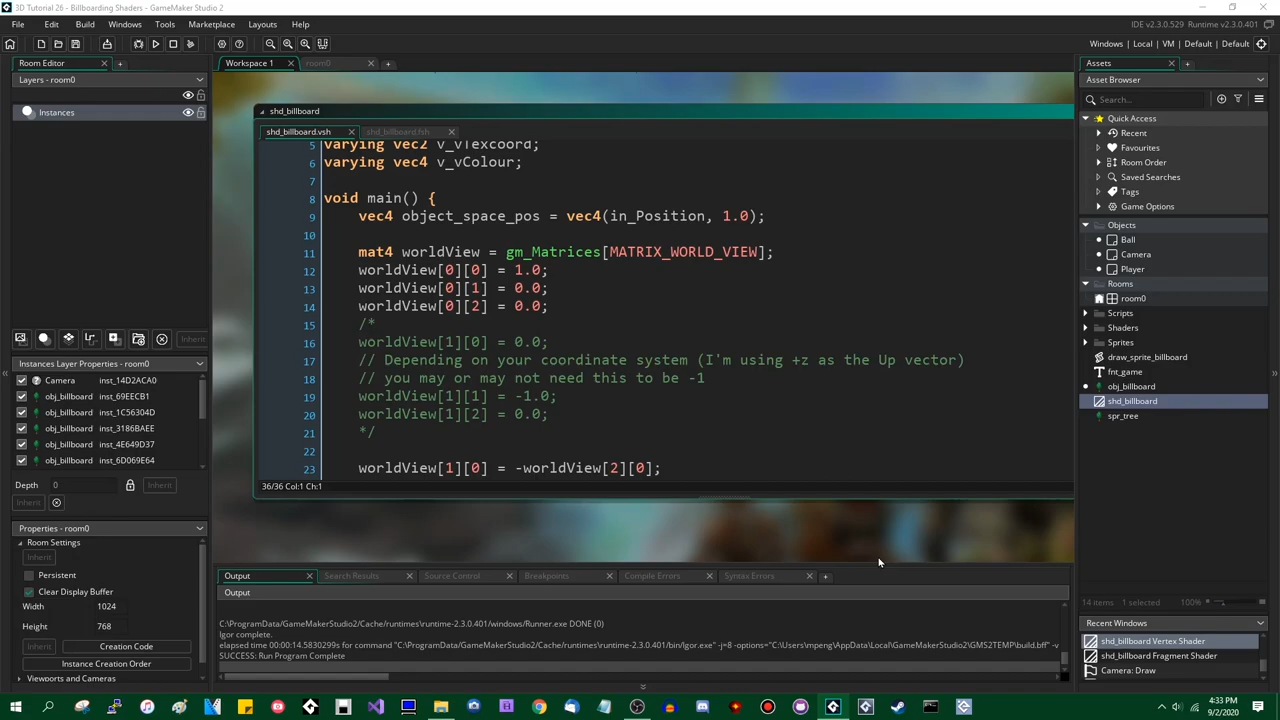 3D Tutorial 26 - Billboarding Shaders - GameMaker Studio 2
File Edit Build Windows Tools Marketplace Layouts Help
IDE v2.3.0.529 Runtime v2.3.0.401
Windows | Local | VM | Default | Default
Room Editor
Layers - room0
Instances
Inherit
Instances Layer Properties - room0
Camera inst_14D2ACA0
obj_billboard inst_69EECB1
obj_billboard inst_1C56304D
obj_billboard inst_3186BAEE
obj_billboard inst_4E649D37
obj_billboard inst_6D069E64
Depth 0 Inherit
Inherit
Properties - room0
Room Settings
Inherit
Persistent
Clear Display Buffer
Width 1024
Height 768
Inherit Creation Code
Instance Creation Order
Viewports and Cameras
Workspace 1 room0
shd_billboard
shd_billboard.vsh shd_billboard.fsh
5 varying vec2 v_vTexcoord;
6 varying vec4 v_vColour;
7
8 void main() {
9 vec4 object_space_pos = vec4(in_Position, 1.0);
10
11 mat4 worldView = gm_Matrices[MATRIX_WORLD_VIEW];
12 worldView[0][0] = 1.0;
13 worldView[0][1] = 0.0;
14 worldView[0][2] = 0.0;
15 /*
16 worldView[1][0] = 0.0;
17 // Depending on your coordinate system (I'm using +z as the Up vector)
18 // you may or may not need this to be -1
19 worldView[1][1] = -1.0;
20 worldView[1][2] = 0.0;
21 */
22
23 worldView[1][0] = -worldView[2][0];
36/36 Col:1 Ch:1
Output Search Results Source Control Breakpoints Compile Errors Syntax Errors
Output
C:\ProgramData/GameMakerStudio2/Cache/runtimes\runtime-2.3.0.401/windows/Runner.exe DONE (0)
Igor complete.
elapsed time 00:00:14.5830299s for command "C:\ProgramData/GameMakerStudio2/Cache/runtimes\runtime-2.3.0.401/bin/Igor.exe" -j=8 -options="C:\Users\mpeng\AppData\Local\GameMakerStudio2\GMS2TEMP\build.bff" -v
SUCCESS: Run Program Complete
Assets
Asset Browser
Search...
Quick Access
Recent
Favourites
Room Order
Saved Searches
Tags
Game Options
Objects
Ball
Camera
Player
Rooms
room0
Scripts
Shaders
Sprites
draw_sprite_billboard
fnt_game
obj_billboard
shd_billboard
spr_tree
14 items 1 selected 100%
Recent Windows
shd_billboard Vertex Shader
shd_billboard Fragment Shader
Camera: Draw
4:33 PM
9/2/2020